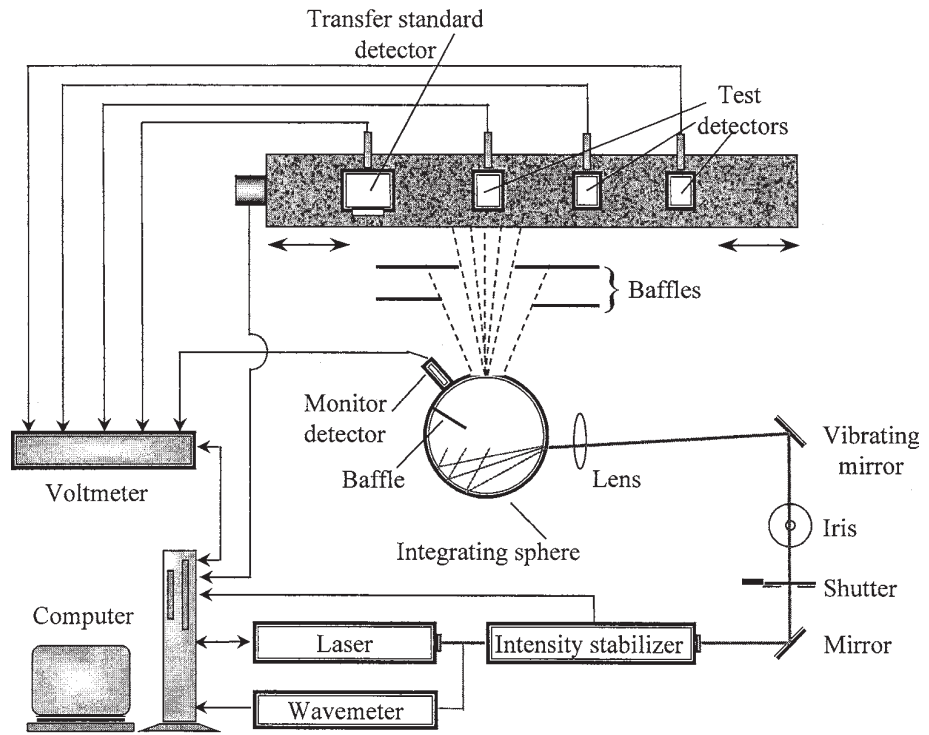 Transfer standard
detector
Test
detectors
Baffles
Monitor
detector
Baffle
Lens
Vibrating
mirror
Voltmeter
Iris
Integrating sphere
Shutter
Computer
Laser
Intensity stabilizer
Mirror
Wavemeter